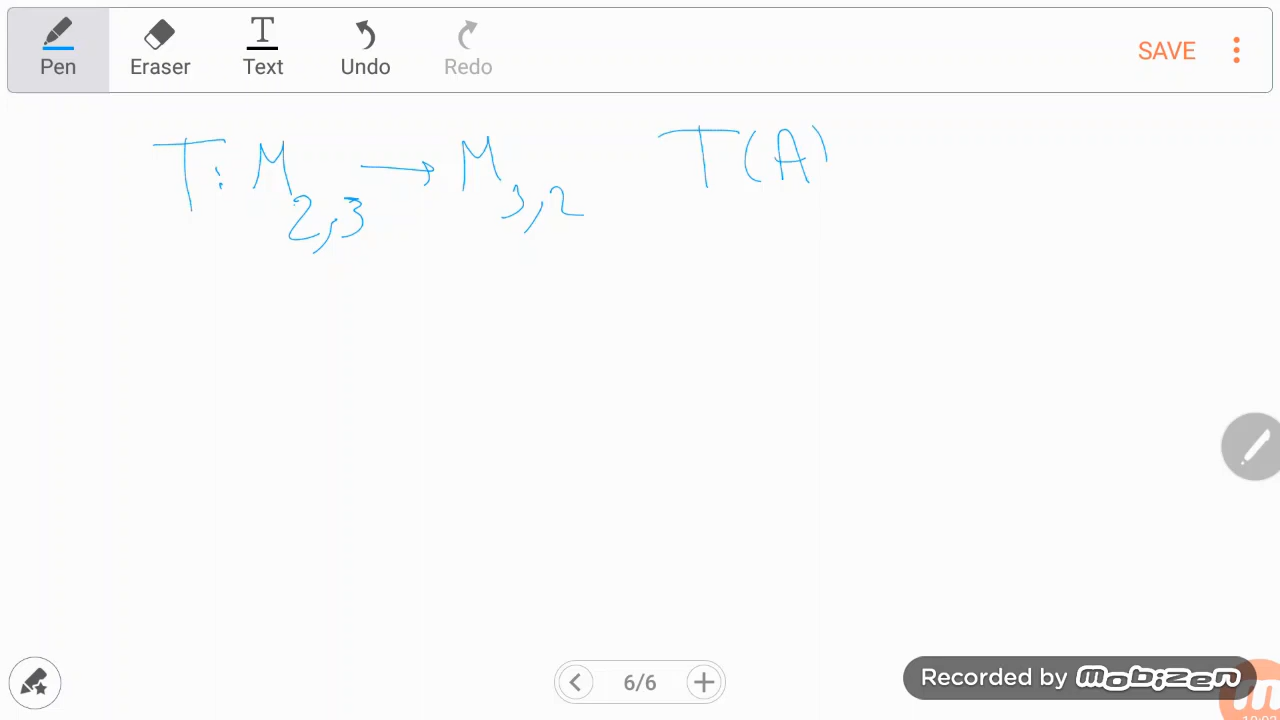 Pen Eraser Text Undo Redo SAVE
T: M2,3 → M3,2 T(A)
6/6
Recorded by mobizen